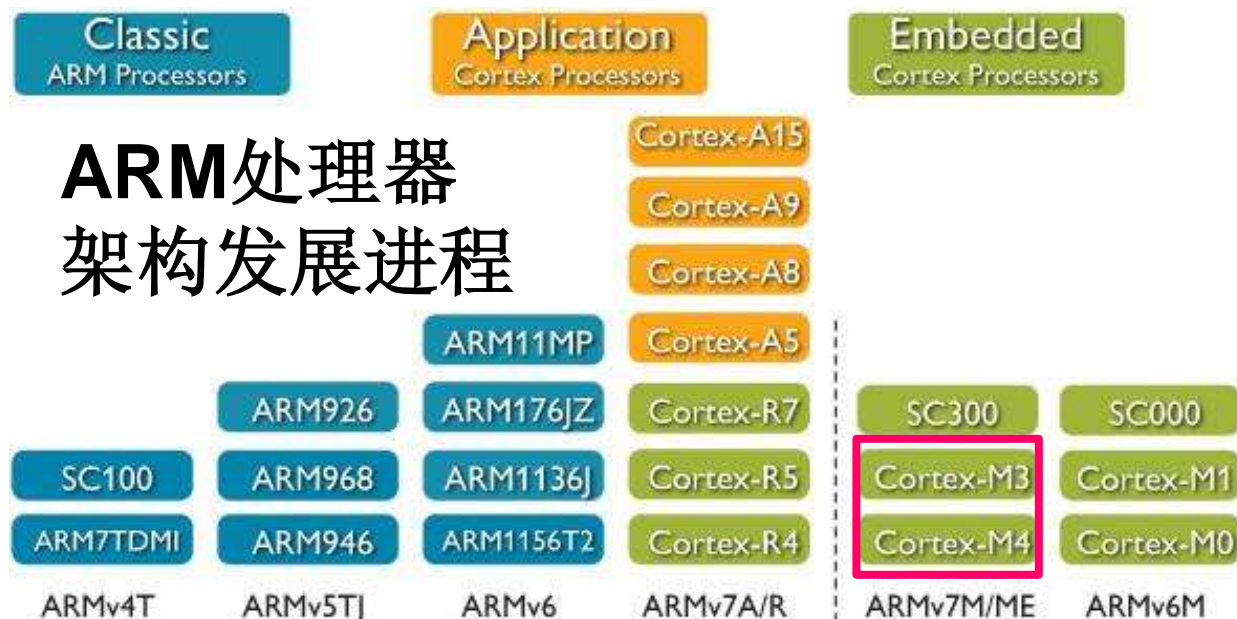 Classic
ARM Processors
Application
Cortex Processors
Embedded
Cortex Processors
ARM处理器
架构发展进程
Cortex-A15
Cortex-A9
Cortex-A8
ARM11MP
Cortex-A5
ARM926
ARM176JZ
Cortex-R7
SC300
SC000
SC100
ARM968
ARM1136J
Cortex-R5
Cortex-M3
Cortex-M1
ARM7TDMI
ARM946
ARM1156T2
Cortex-R4
Cortex-M4
Cortex-M0
ARMv4T
ARMv5TJ
ARMv6
ARMv7A/R
ARMv7M/ME
ARMv6M